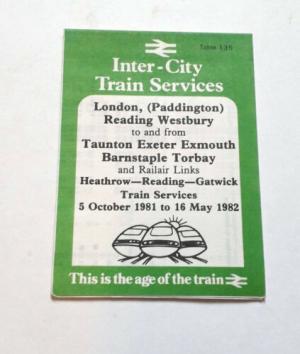 Table 135
Inter-City
Train Services
London, (Paddington)
Reading Westbury
to and from
Taunton Exeter Exmouth
Barnstaple Torbay
and Railair Links
Heathrow—Reading—Gatwick
Train Services
5 October 1981 to 16 May 1982
This is the age of the train